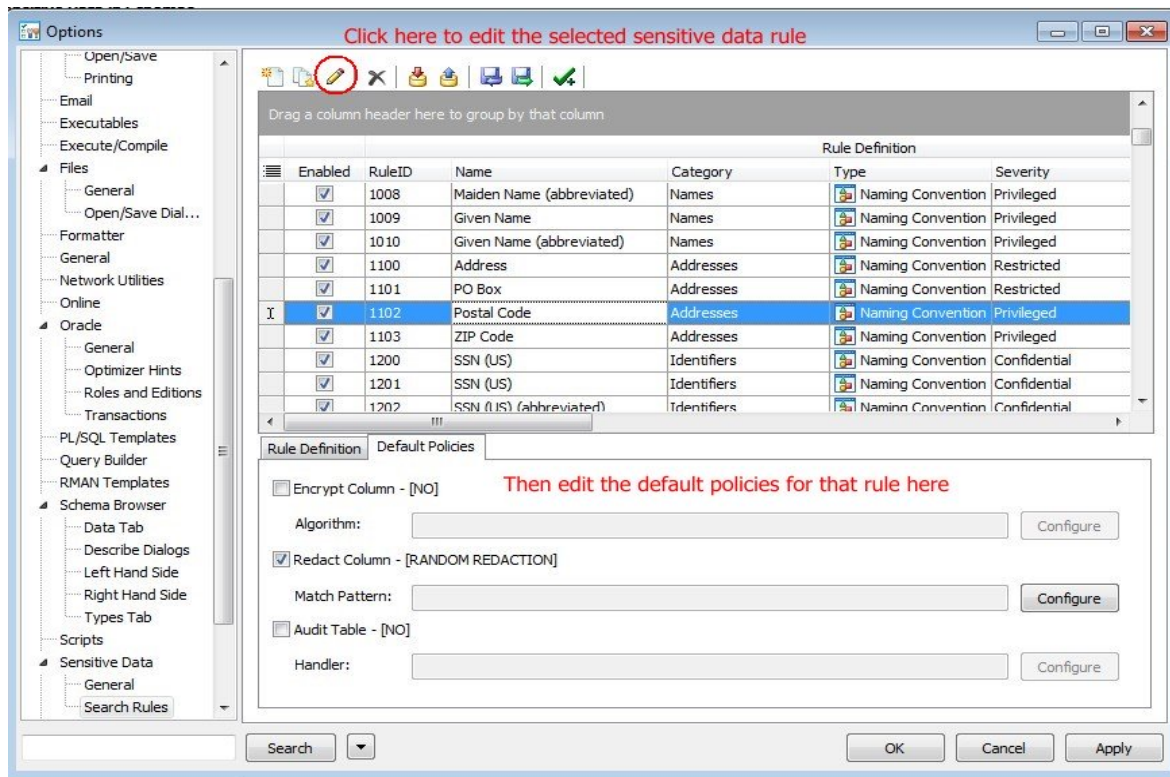 Options
Click here to edit the selected sensitive data rule
Open/Save
Printing
Email
Executables
Execute/Compile
Files
General
Open/Save Dial...
Formatter
General
Network Utilities
Online
Oracle
General
Optimizer Hints
Roles and Editions
Transactions
PL/SQL Templates
Query Builder
RMAN Templates
Schema Browser
Data Tab
Describe Dialogs
Left Hand Side
Right Hand Side
Types Tab
Scripts
Sensitive Data
General
Search Rules
Drag a column header here to group by that column
Rule Definition
Enabled RuleID Name Category Type Severity
1008 Maiden Name (abbreviated) Names Naming Convention Privileged
1009 Given Name Names Naming Convention Privileged
1010 Given Name (abbreviated) Names Naming Convention Privileged
1100 Address Addresses Naming Convention Restricted
1101 PO Box Addresses Naming Convention Restricted
1102 Postal Code Addresses Naming Convention Privileged
1103 ZIP Code Addresses Naming Convention Privileged
1200 SSN (US) Identifiers Naming Convention Confidential
1201 SSN (US) Identifiers Naming Convention Confidential
1202 SSN (US) (abbreviated) Identifiers Naming Convention Confidential
Rule Definition Default Policies
Encrypt Column - [NO]
Then edit the default policies for that rule here
Algorithm: Configure
Redact Column - [RANDOM REDACTION]
Match Pattern: Configure
Audit Table - [NO]
Handler: Configure
Search OK Cancel Apply